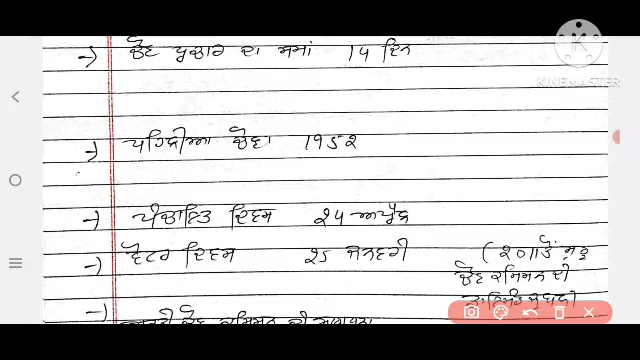 → ਚੋਣ ਪ੍ਰਚਾਰ ਦਾ ਸਮਾਂ 14 ਦਿਨ
KINEMASTER
→ ਪਹਿਲੀਆਂ ਚੋਣਾਂ 1952
→ ਪੰਚਾਇਤ ਦਿਵਸ 24 ਅਪ੍ਰੈਲ
→ ਵੋਟਰ ਦਿਵਸ 25 ਜਨਵਰੀ (2011 ਤੋਂ ਸ਼ੁਰੂ
ਚੋਣ ਕਮਿਸ਼ਨ ਦੀ
→